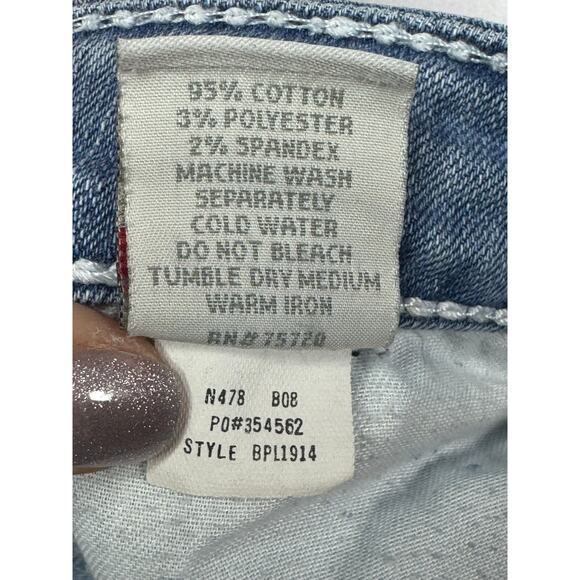 95% COTTON
3% POLYESTER
2% SPANDEX
MACHINE WASH
SEPARATELY
COLD WATER
DO NOT BLEACH
TUMBLE DRY MEDIUM
WARM IRON
RN# 75720
N478 B08
PO#354562
STYLE BPL1914